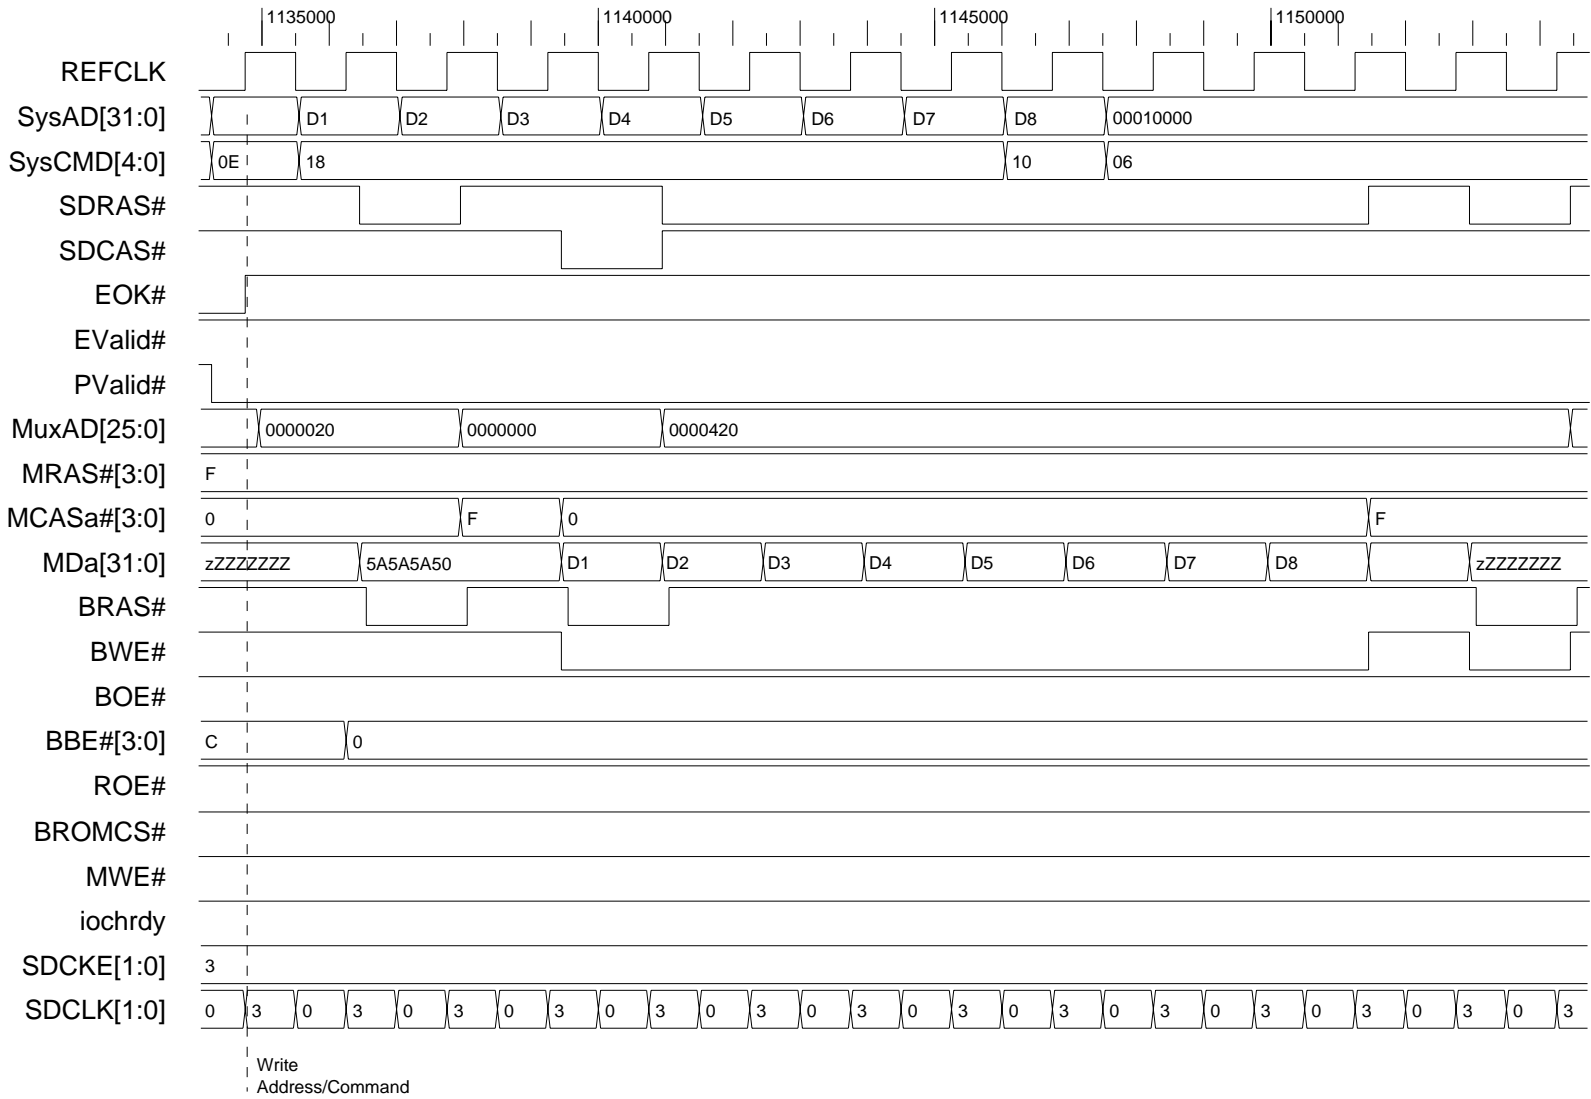 1135000 1140000 1145000 1150000
REFCLK
SysAD[31:0] D1 D2 D3 D4 D5 D6 D7 D8 00010000
SysCMD[4:0] 0E 18 10 06
SDRAS#
SDCAS#
EOK#
EValid#
PValid#
MuxAD[25:0] 0000020 0000000 0000420
MRAS#[3:0] F
MCASa#[3:0] 0 F 0 F
MDa[31:0] zZZZZZZZ 5A5A5A50 D1 D2 D3 D4 D5 D6 D7 D8 zZZZZZZZ
BRAS#
BWE#
BOE#
BBE#[3:0] C 0
ROE#
BROMCS#
MWE#
iochrdy
SDCKE[1:0] 3
SDCLK[1:0] 0 3 0 3 0 3 0 3 0 3 0 3 0 3 0 3 0 3 0 3 0 3 0 3 0 3 0 3
Write
Address/Command